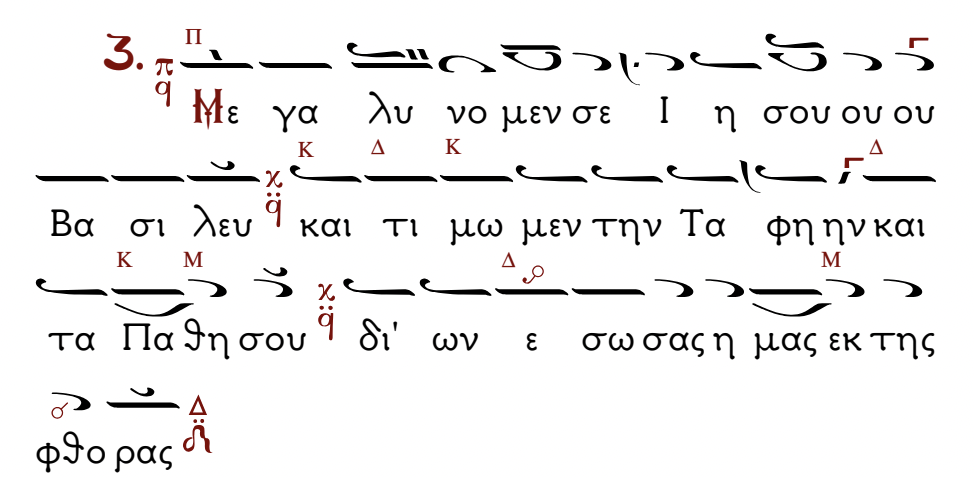 Π
3. π q Με γα λυ νο μεν σε Ι η σου ου ου
Κ Δ Κ Δ
Βα σι λευ χ q και τι μω μεν την Τα φη ην και
Κ Μ Δ Μ
τα Πα θη σου χ q δι' ων ε σω σας η μας εκ της
φθο ρας Δ